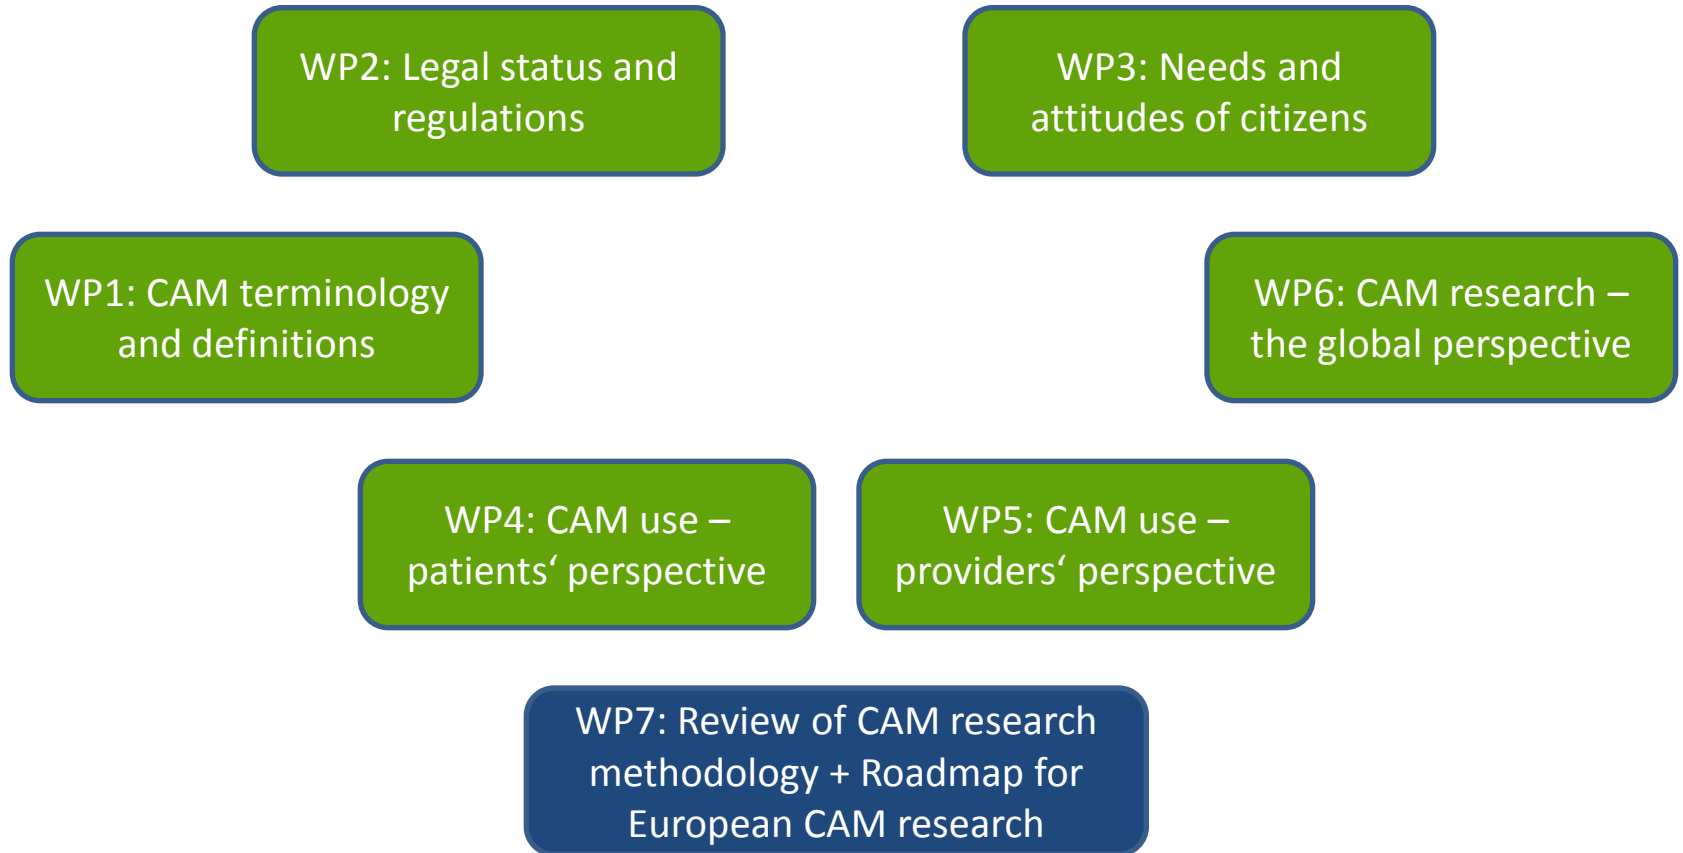 WP2: Legal status and
regulations
WP3: Needs and
attitudes of citizens
WP1: CAM terminology
and definitions
WP6: CAM research –
the global perspective
WP4: CAM use –
patients‘ perspective
WP5: CAM use –
providers‘ perspective
WP7: Review of CAM research
methodology + Roadmap for
European CAM research